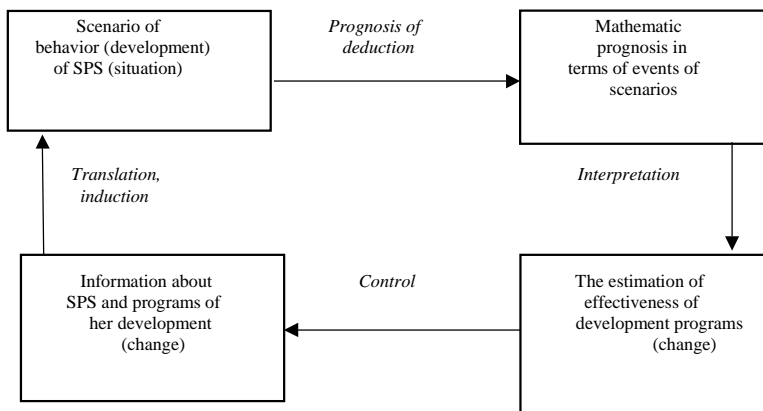 Scenario of
behavior (development)
of SPS (situation)
Prognosis of
deduction
Mathematic
prognosis in
terms of events of
scenarios
Translation,
induction
Interpretation
Information about
SPS and programs of
her development
(change)
Control
The estimation of
effectiveness of
development programs
(change)